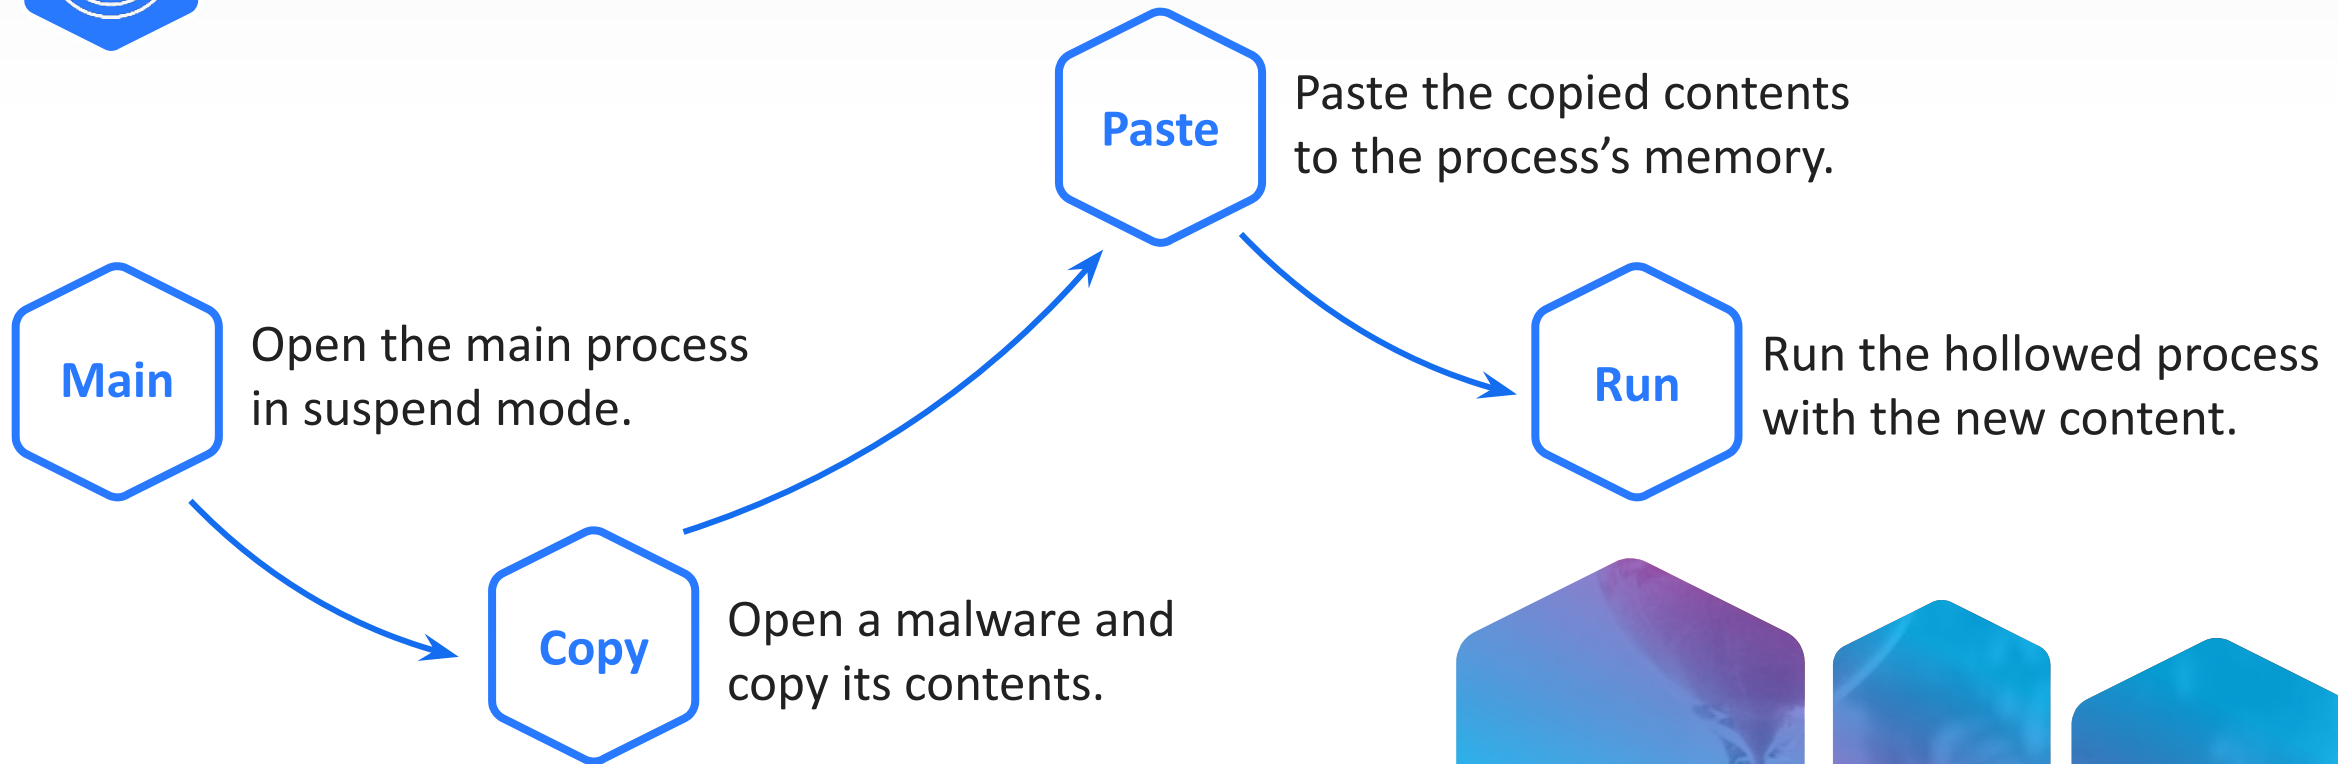 Main
Open the main process
in suspend mode.
Copy
Open a malware and
copy its contents.
Paste
Paste the copied contents
to the process’s memory.
Run
Run the hollowed process
with the new content.